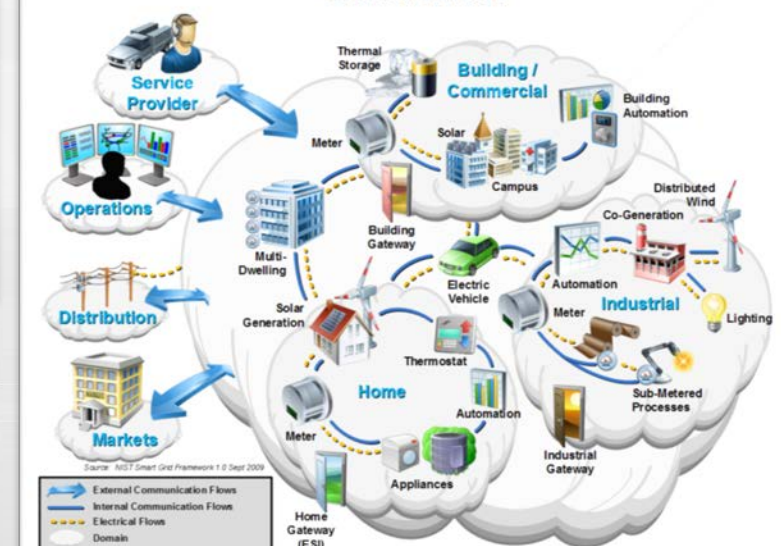 Thermal
Storage
Building /
Commercial
Service
Provider
Building
Automation
Meter
Solar
Campus
Distributed
Wind
Operations
Co-Generation
Building
Gateway
Multi-
Dwelling
Electric
Vehicle
Automation
Industrial
Solar
Generation
Meter
Distribution
Lighting
Thermostat
Home
Sub-Metered
Processes
Automation
Markets
Meter
Industrial
Gateway
Source: NIST Smart Grid Framework 1.0 Sept 2009
Appliances
External Communication Flows
Internal Communication Flows
Electrical Flows
Domain
Home
Gateway
(ESI)